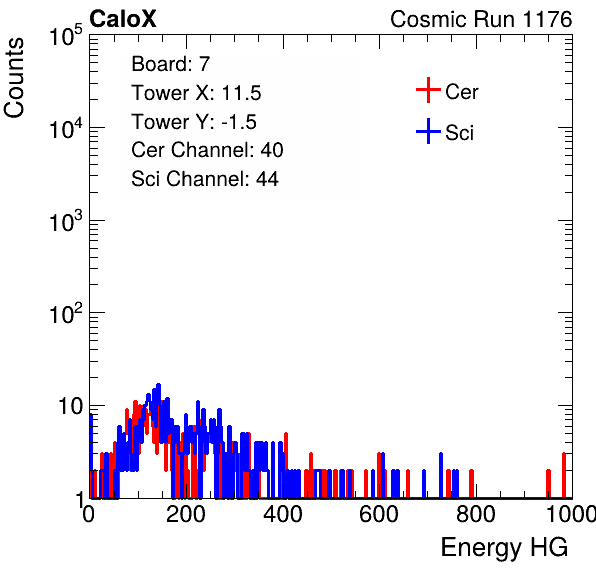 CaloX Cosmic Run 1176
Counts
Board: 7
Tower X: 11.5
Tower Y: -1.5
Cer Channel: 40
Sci Channel: 44
Cer
Sci
10^5
10^4
10^3
10^2
10
1
0 200 400 600 800 1000
Energy HG